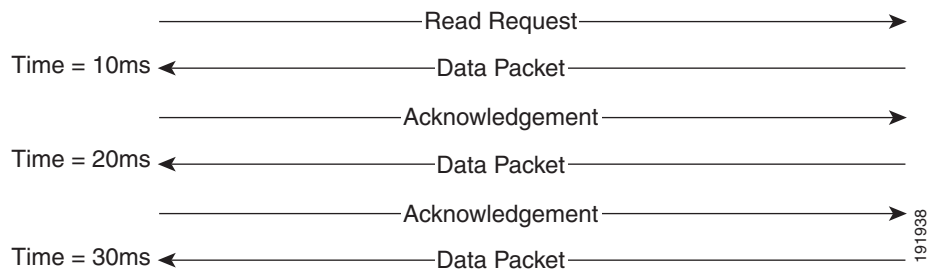 Read Request
Time = 10ms Data Packet
Acknowledgement
Time = 20ms Data Packet
Acknowledgement
Time = 30ms Data Packet
191938